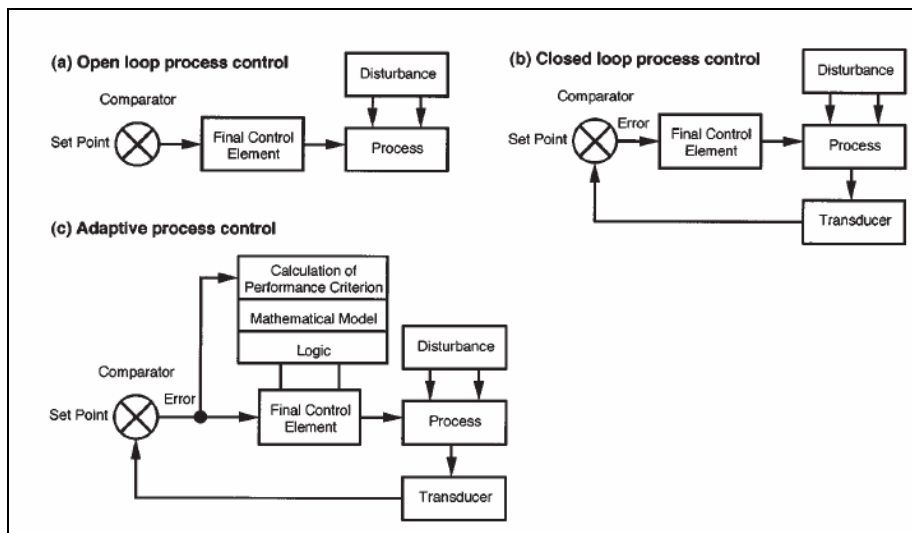 (a) Open loop process control
Comparator
Set Point
Final Control
Element
Disturbance
Process
(b) Closed loop process control
Comparator
Set Point
Error
Final Control
Element
Disturbance
Process
Transducer
(c) Adaptive process control
Calculation of
Performance Criterion
Mathematical Model
Logic
Comparator
Set Point
Error
Final Control
Element
Disturbance
Process
Transducer